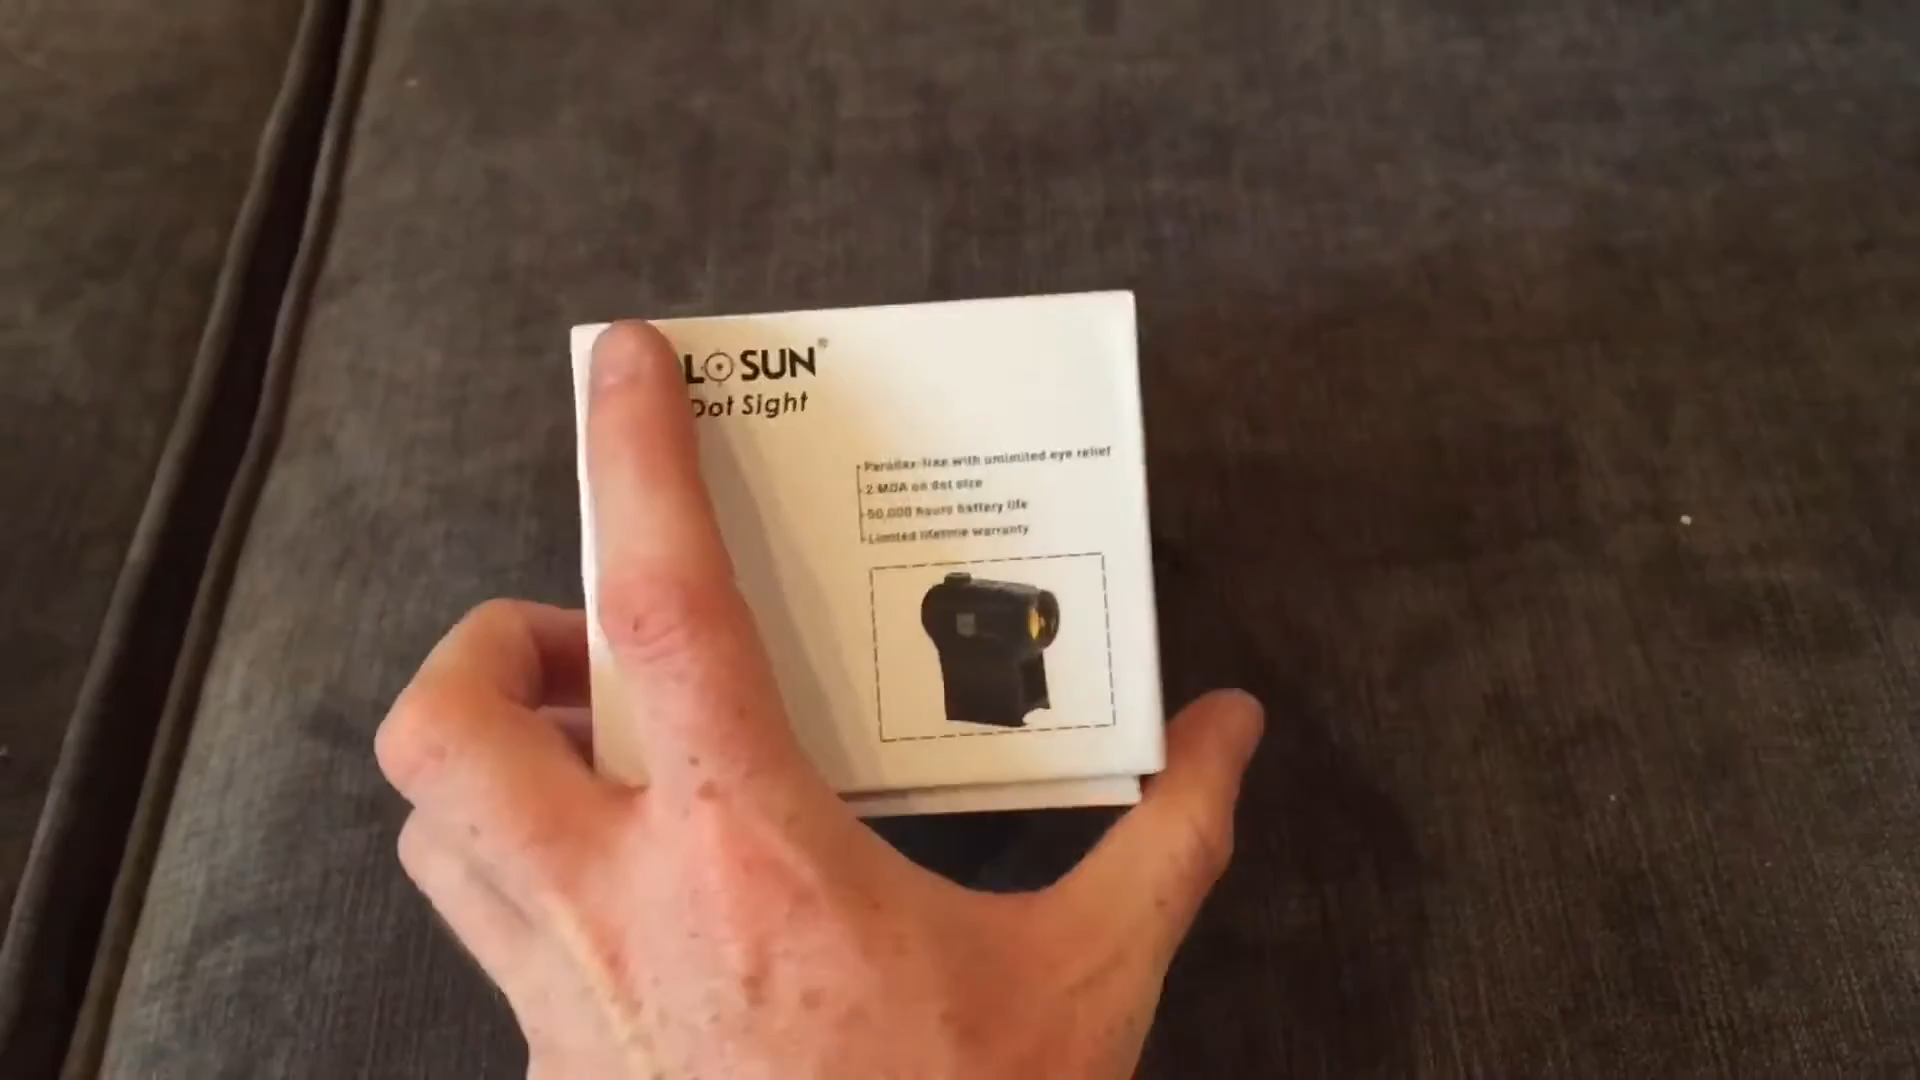 LOSUN®
Dot Sight
Parallax-free with unlimited eye relief
2 MOA on dot size
50,000 hours battery life
Limited lifetime warranty